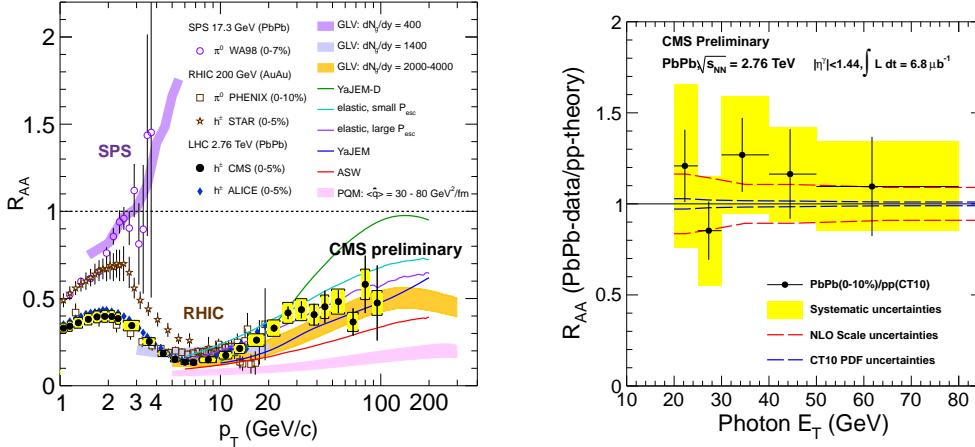 SPS 17.3 GeV (PbPb)
π⁰ WA98 (0-7%)
RHIC 200 GeV (AuAu)
π⁰ PHENIX (0-10%)
h± STAR (0-5%)
LHC 2.76 TeV (PbPb)
h± CMS (0-5%)
h± ALICE (0-5%)
GLV: dN_g/dy = 400
GLV: dN_g/dy = 1400
GLV: dN_g/dy = 2000-4000
YaJEM-D
elastic, small P_esc
elastic, large P_esc
YaJEM
ASW
PQM: <q̂> = 30 - 80 GeV²/fm
SPS
RHIC
CMS preliminary
R_AA
2
1.5
1
0.5
0
1 2 3 4 10 20 100 200
p_T (GeV/c)
CMS Preliminary
PbPb √s_NN = 2.76 TeV
|η^γ|<1.44, ∫ L dt = 6.8 μb⁻¹
R_AA (PbPb-data/pp-theory)
2
1.5
1
0.5
0
PbPb(0-10%)/pp(CT10)
Systematic uncertainties
NLO Scale uncertainties
CT10 PDF uncertainties
10 20 30 40 50 60 70 80
Photon E_T (GeV)